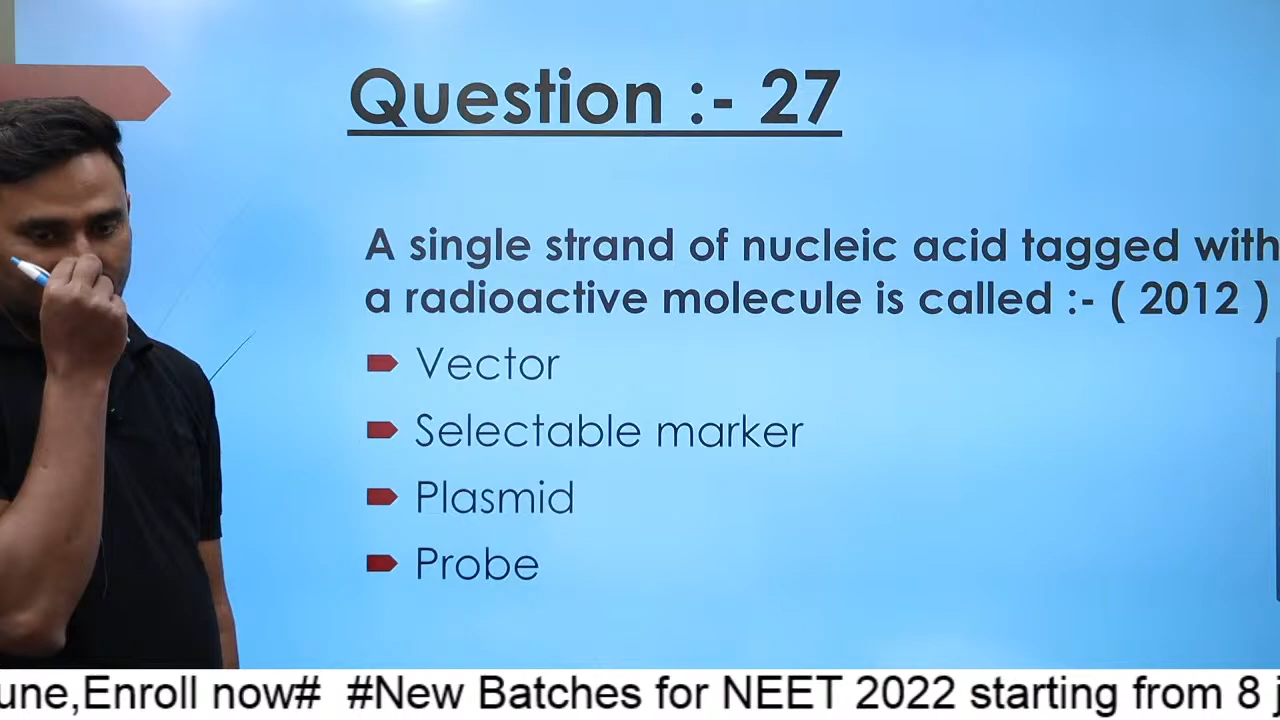 Question :- 27
A single strand of nucleic acid tagged with
a radioactive molecule is called :- ( 2012 )
Vector
Selectable marker
Plasmid
Probe
une,Enroll now# #New Batches for NEET 2022 starting from 8 j